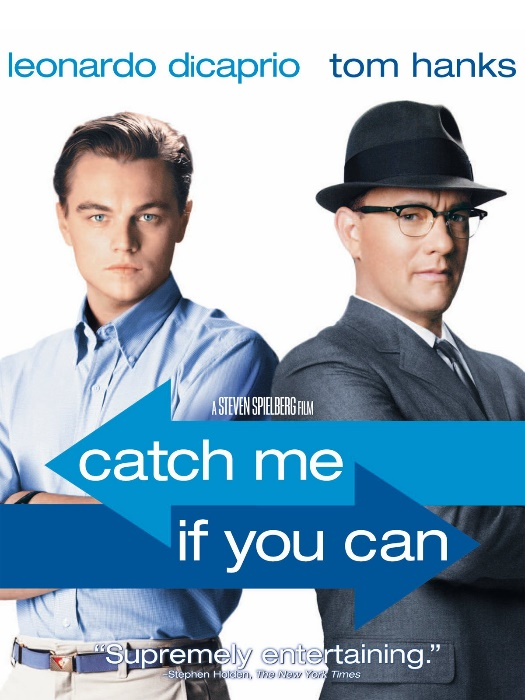 leonardo dicaprio tom hanks
A STEVEN SPIELBERG FILM
catch me
if you can
“Supremely entertaining.”
–Stephen Holden, The New York Times